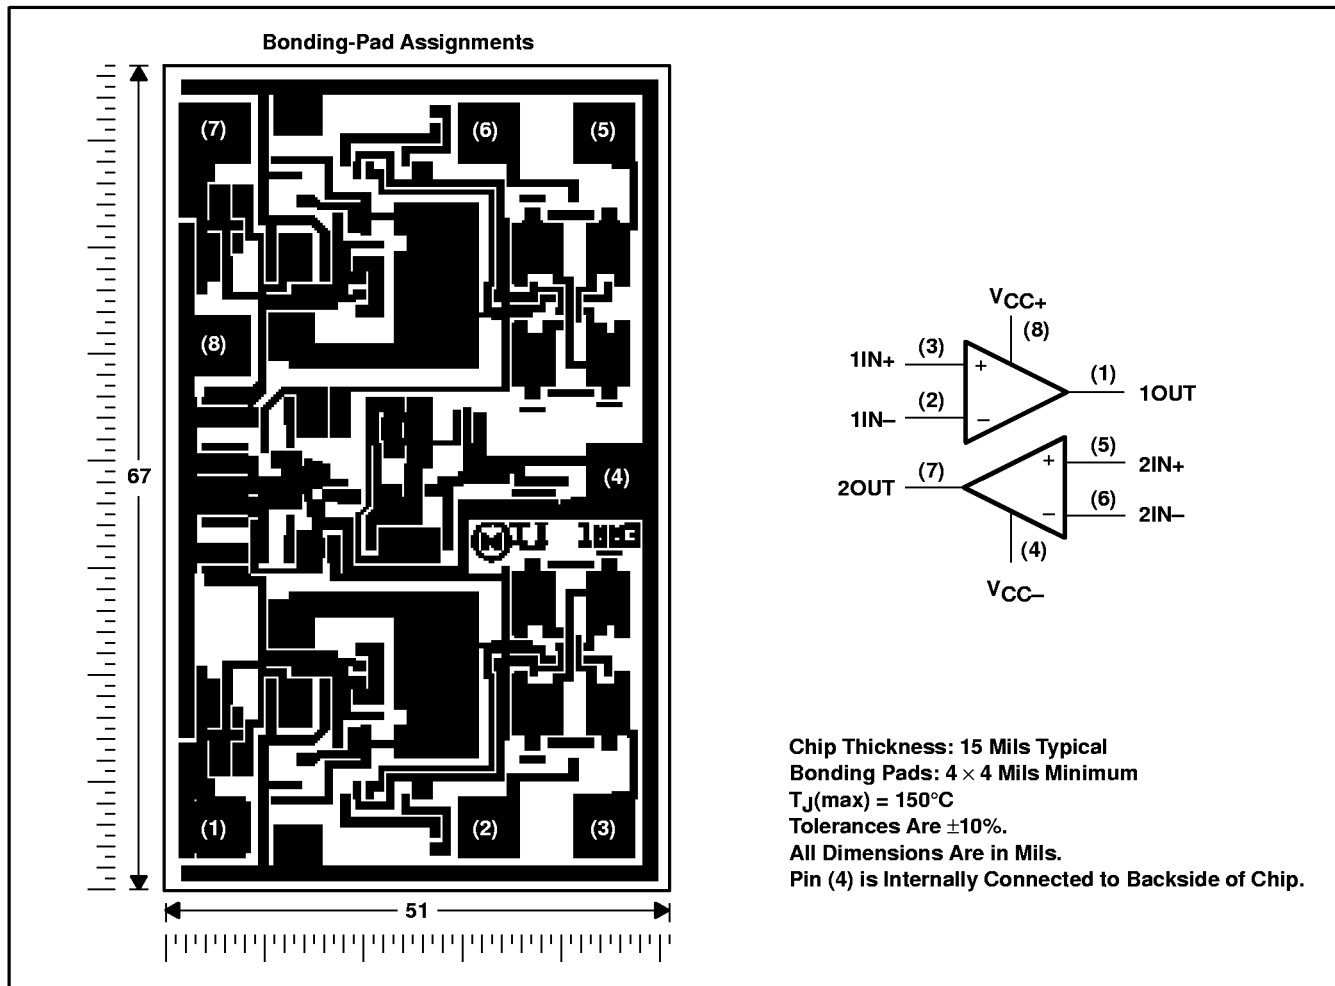 Bonding-Pad Assignments
(7)
(6)
(5)
(8)
(4)
67
TI 1983
(1)
(2)
(3)
51
VCC+
(8)
1IN+
(3)
+
(1)
1OUT
1IN–
(2)
–
(5)
2IN+
+
2OUT
(7)
(6)
2IN–
–
(4)
VCC–
Chip Thickness: 15 Mils Typical
Bonding Pads: 4 × 4 Mils Minimum
TJ(max) = 150°C
Tolerances Are ±10%.
All Dimensions Are in Mils.
Pin (4) is Internally Connected to Backside of Chip.